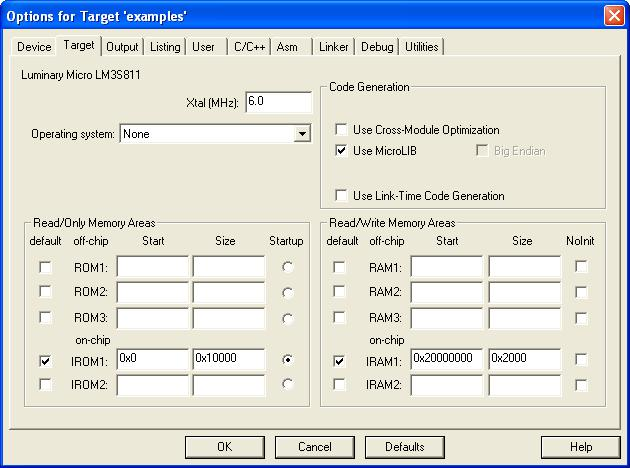 Options for Target 'examples'
Device Target Output Listing User C/C++ Asm Linker Debug Utilities
Luminary Micro LM3S811
Xtal (MHz): 6.0
Operating system: None
Code Generation
Use Cross-Module Optimization
Use MicroLIB Big Endian
Use Link-Time Code Generation
Read/Only Memory Areas
default off-chip Start Size Startup
ROM1:
ROM2:
ROM3:
on-chip
IROM1: 0x0 0x10000
IROM2:
Read/Write Memory Areas
default off-chip Start Size NoInit
RAM1:
RAM2:
RAM3:
on-chip
IRAM1: 0x20000000 0x2000
IRAM2:
OK Cancel Defaults Help